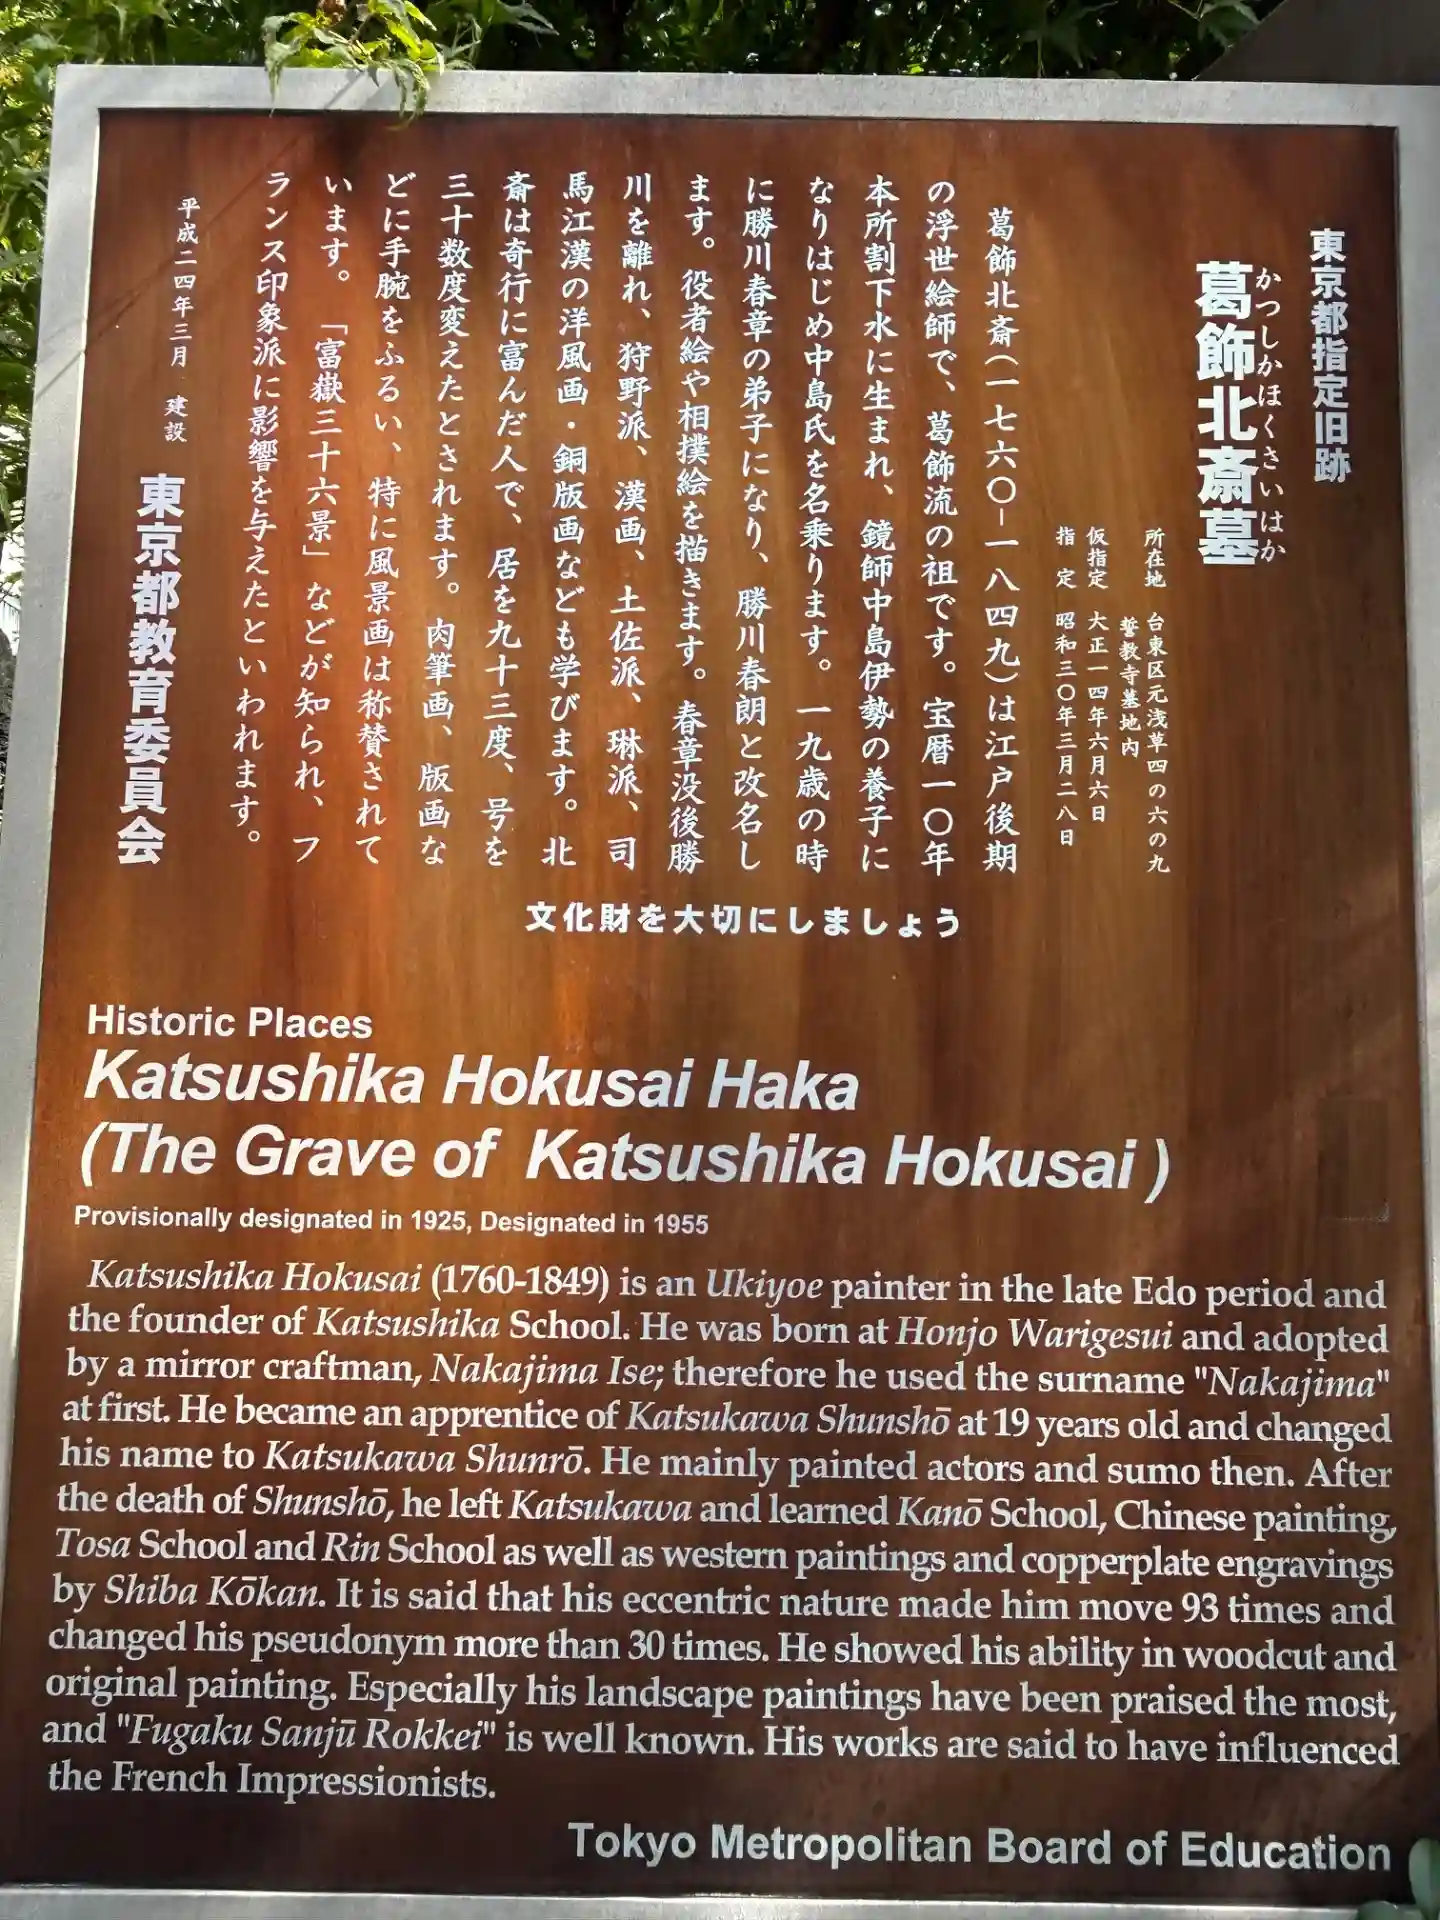 東京都指定旧跡
かつしかほくさいはか
葛飾北斎墓
所在地 台東区元浅草四の六の九
誓教寺墓地内
仮指定 大正一四年六月六日
指 定 昭和三〇年三月二八日
葛飾北斎(一七六〇-一八四九)は江戸後期
の浮世絵師で、葛飾流の祖です。宝暦一〇年
本所割下水に生まれ、鏡師中島伊勢の養子に
なりはじめ中島氏を名乗ります。一九歳の時
に勝川春章の弟子になり、勝川春朗と改名し
ます。役者絵や相撲絵を描きます。春章没後勝
川を離れ、狩野派、漢画、土佐派、琳派、司
馬江漢の洋風画・銅版画なども学びます。北
斎は奇行に富んだ人で、居を九十三度、号を
三十数度変えたとされます。肉筆画、版画な
どに手腕をふるい、特に風景画は称賛されて
います。「富嶽三十六景」などが知られ、フ
ランス印象派に影響を与えたといわれます。
平成二四年三月 建設
東京都教育委員会
文化財を大切にしましょう
Historic Places
Katsushika Hokusai Haka
(The Grave of Katsushika Hokusai )
Provisionally designated in 1925, Designated in 1955
Katsushika Hokusai (1760-1849) is an Ukiyoe painter in the late Edo period and
the founder of Katsushika School. He was born at Honjo Warigesui and adopted
by a mirror craftman, Nakajima Ise; therefore he used the surname "Nakajima"
at first. He became an apprentice of Katsukawa Shunshō at 19 years old and changed
his name to Katsukawa Shunrō. He mainly painted actors and sumo then. After
the death of Shunshō, he left Katsukawa and learned Kanō School, Chinese painting,
Tosa School and Rin School as well as western paintings and copperplate engravings
by Shiba Kōkan. It is said that his eccentric nature made him move 93 times and
changed his pseudonym more than 30 times. He showed his ability in woodcut and
original painting. Especially his landscape paintings have been praised the most,
and "Fugaku Sanjū Rokkei" is well known. His works are said to have influenced
the French Impressionists.
Tokyo Metropolitan Board of Education